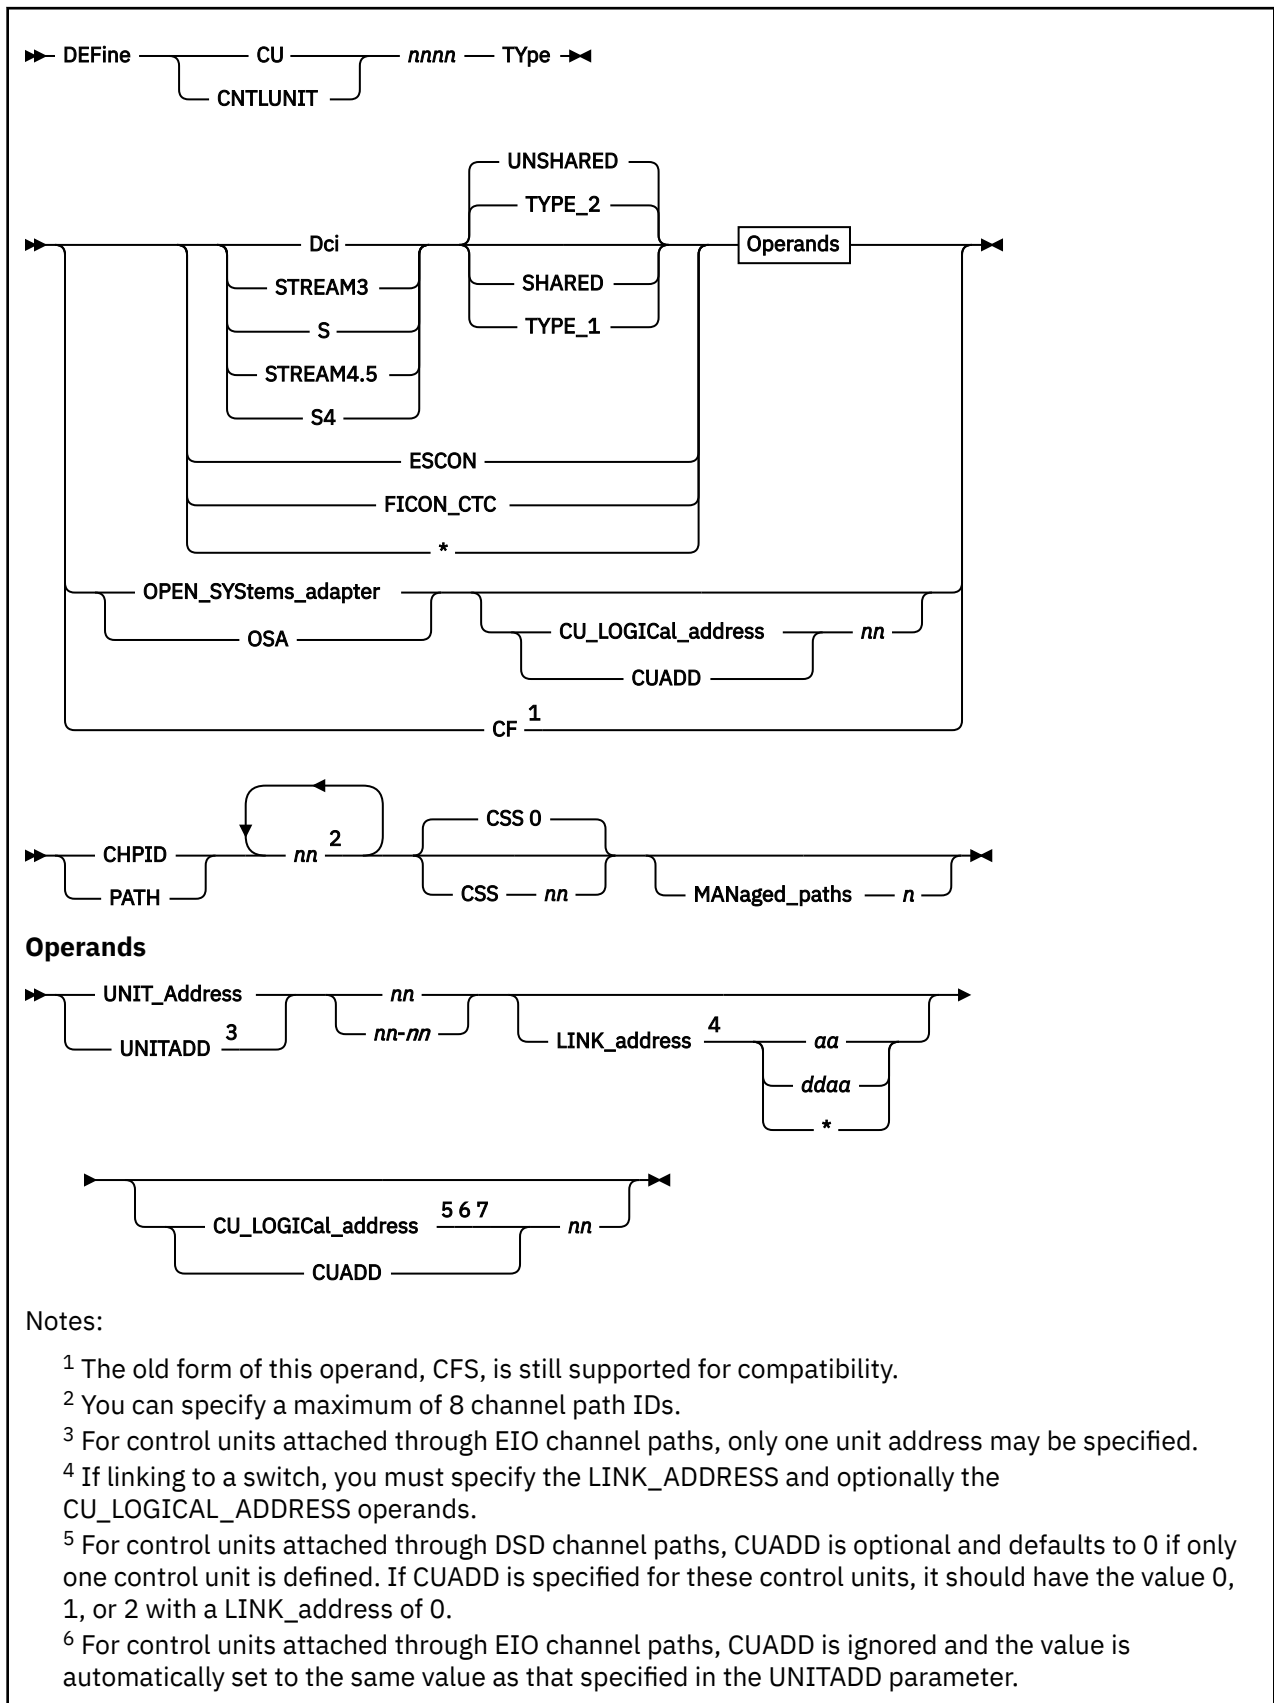 DEFine CU nnnn TYpe
CNTLUNIT
UNSHARED
TYPE_2
Dci Operands
STREAM3 SHARED
S TYPE_1
STREAM4.5
S4
ESCON
FICON_CTC
*
OPEN_SYStems_adapter
OSA CU_LOGICal_address nn
CUADD
CF 1
CSS 0
CHPID nn 2
PATH CSS nn MANaged_paths n
Operands
UNIT_Address nn
UNITADD 3 nn-nn LINK_address 4 aa
ddaa
*
CU_LOGICal_address 5 6 7 nn
CUADD
Notes:
1 The old form of this operand, CFS, is still supported for compatibility.
2 You can specify a maximum of 8 channel path IDs.
3 For control units attached through EIO channel paths, only one unit address may be specified.
4 If linking to a switch, you must specify the LINK_ADDRESS and optionally the
CU_LOGICAL_ADDRESS operands.
5 For control units attached through DSD channel paths, CUADD is optional and defaults to 0 if only
one control unit is defined. If CUADD is specified for these control units, it should have the value 0,
1, or 2 with a LINK_address of 0.
6 For control units attached through EIO channel paths, CUADD is ignored and the value is
automatically set to the same value as that specified in the UNITADD parameter.